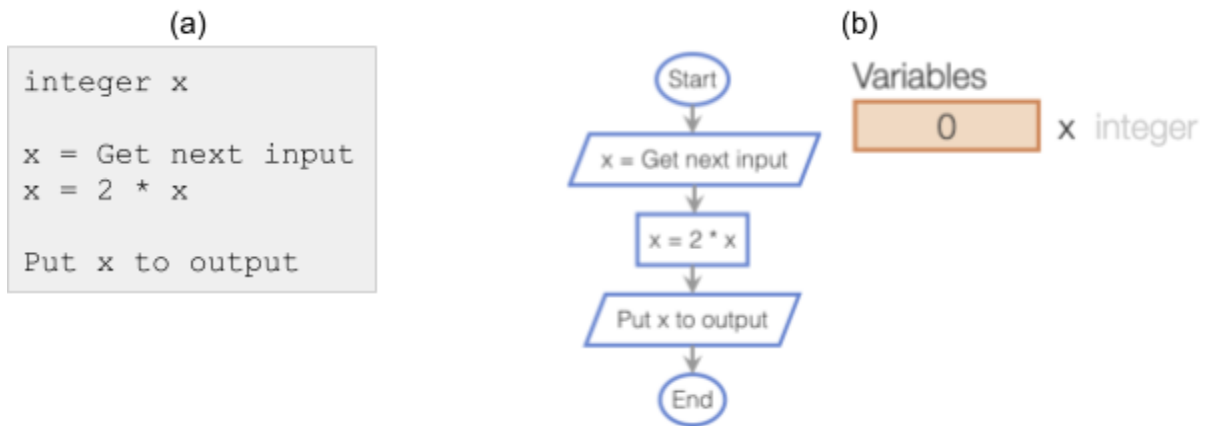 (a)
integer x
x = Get next input
x = 2 * x
Put x to output
(b)
Start
x = Get next input
x = 2 * x
Put x to output
End
Variables
0 x integer